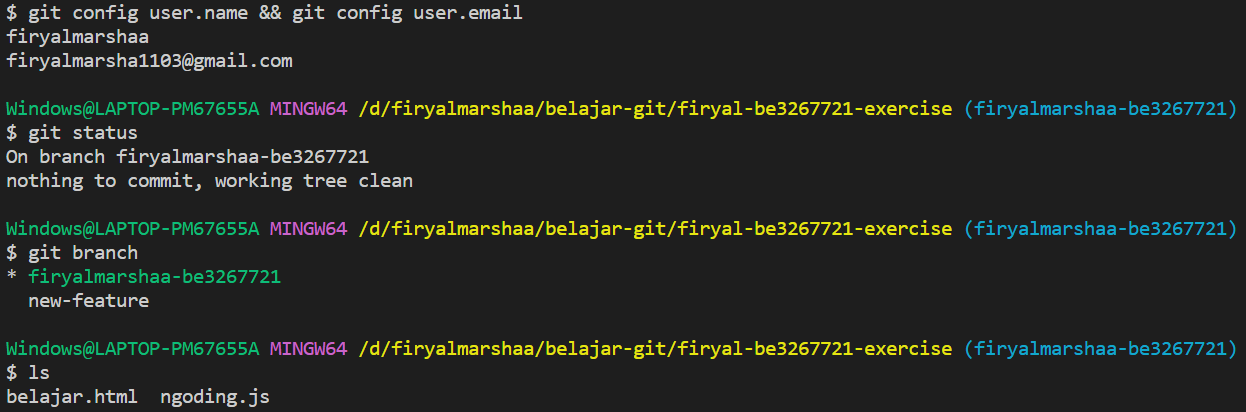 $ git config user.name && git config user.email
firyalmarshaa
firyalmarsha1103@gmail.com
Windows@LAPTOP-PM67655A MINGW64 /d/firyalmarshaa/belajar-git/firyal-be3267721-exercise (firyalmarshaa-be3267721)
$ git status
On branch firyalmarshaa-be3267721
nothing to commit, working tree clean
Windows@LAPTOP-PM67655A MINGW64 /d/firyalmarshaa/belajar-git/firyal-be3267721-exercise (firyalmarshaa-be3267721)
$ git branch
* firyalmarshaa-be3267721
  new-feature
Windows@LAPTOP-PM67655A MINGW64 /d/firyalmarshaa/belajar-git/firyal-be3267721-exercise (firyalmarshaa-be3267721)
$ ls
belajar.html  ngoding.js